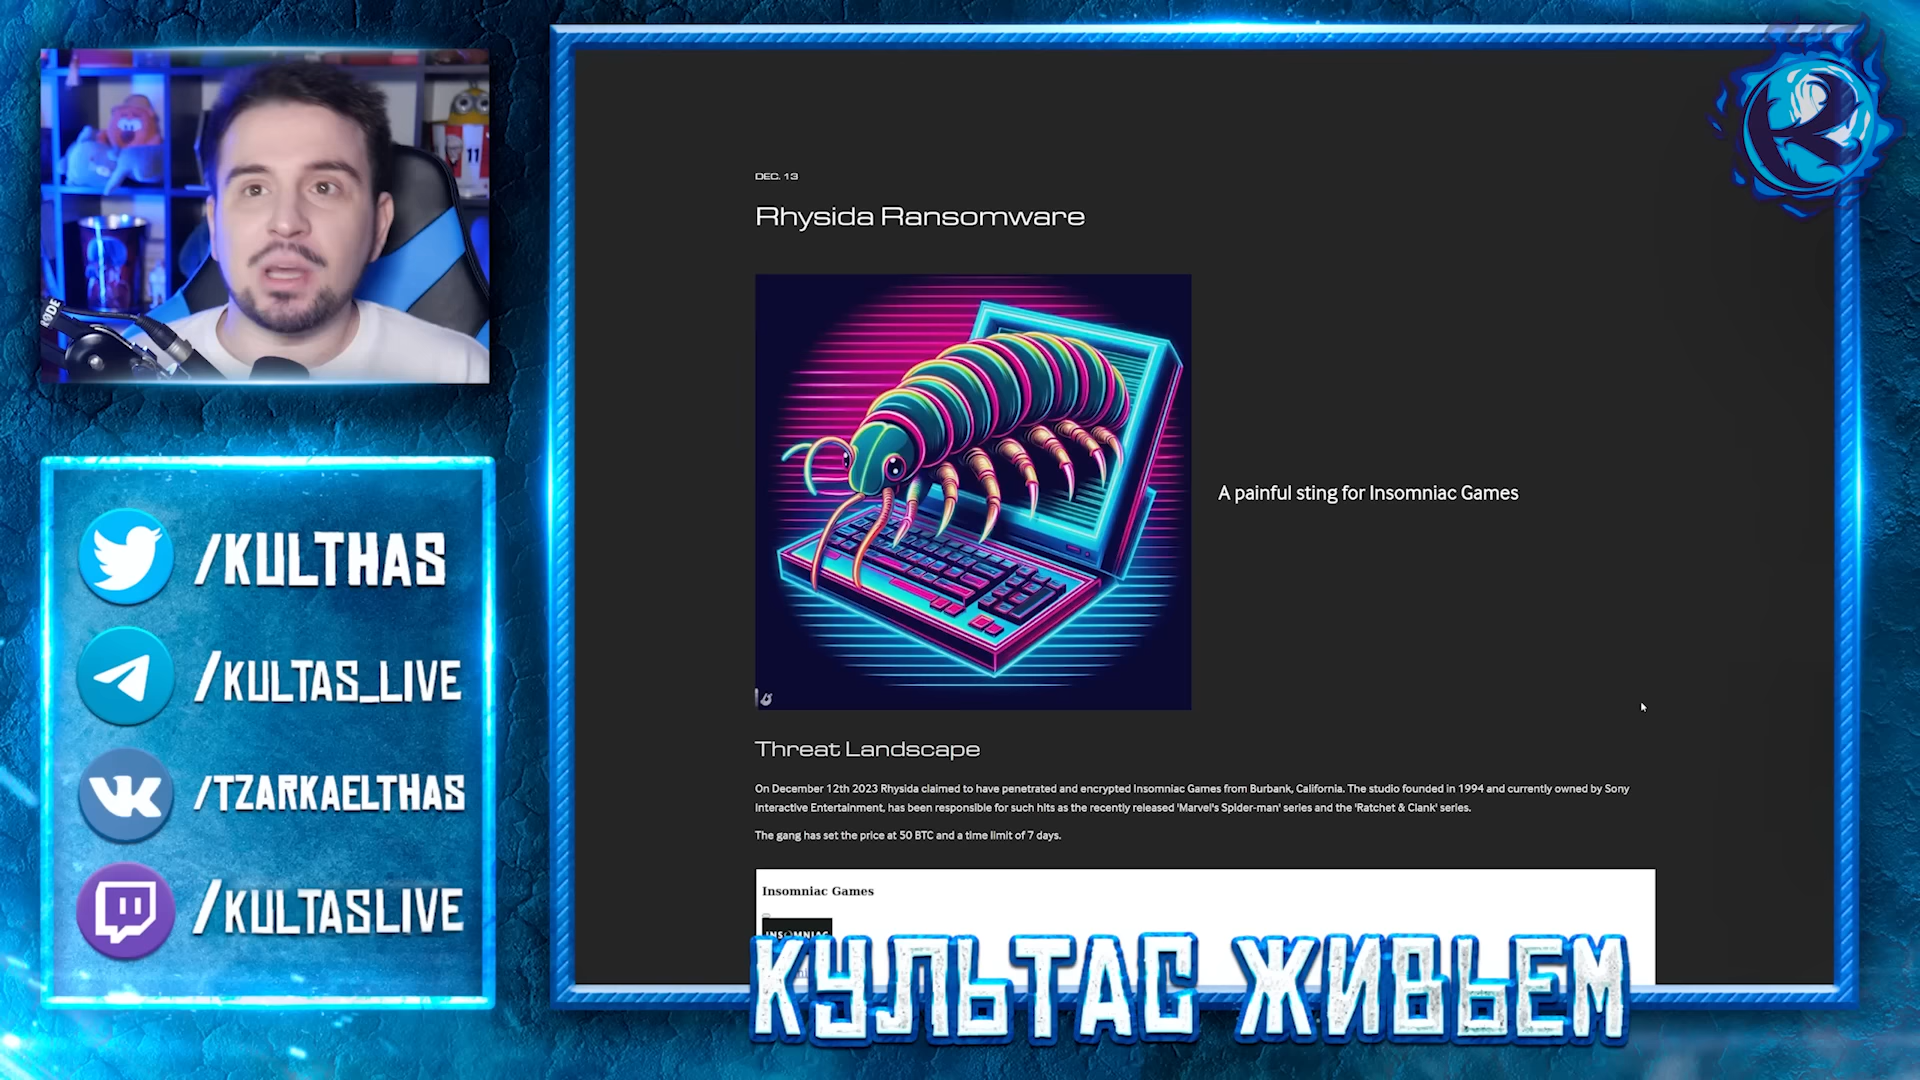 RØDE
11
/KULTHAS
/KULTAS_LIVE
/TZARKAELTHAS
/KULTASLIVE
DEC. 13
Rhysida Ransomware
A painful sting for Insomniac Games
Threat Landscape
On December 12th 2023 Rhysida claimed to have penetrated and encrypted Insomniac Games from Burbank, California. The studio founded in 1994 and currently owned by Sony
Interactive Entertainment, has been responsible for such hits as the recently released 'Marvel's Spider-man' series and the 'Ratchet & Clank' series.
The gang has set the price at 50 BTC and a time limit of 7 days.
Insomniac Games
INSOMNIAC
КУЛЬТАС ЖИВЬЕМ